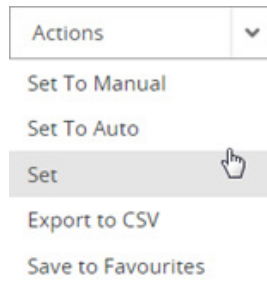 Actions
Set To Manual
Set To Auto
Set
Export to CSV
Save to Favourites